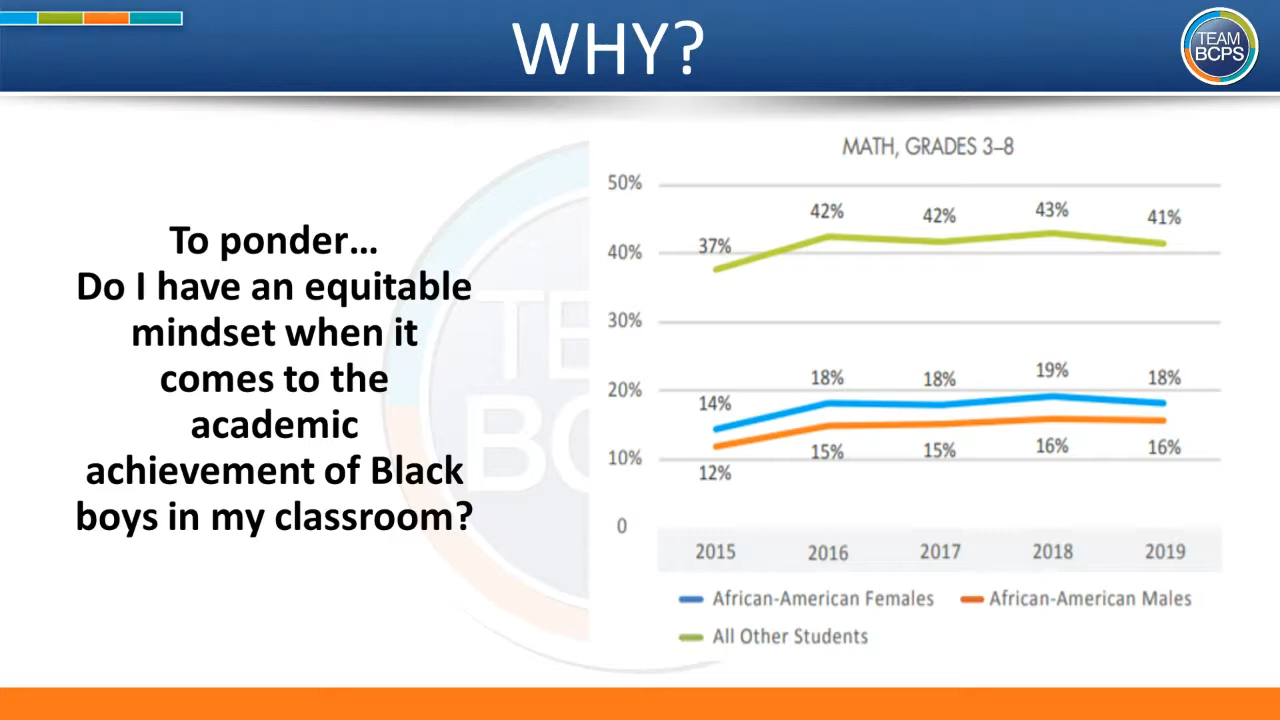 WHY?
TEAM
BCPS
To ponder…
Do I have an equitable
mindset when it
comes to the
academic
achievement of Black
boys in my classroom?
MATH, GRADES 3–8
50%
40%
30%
20%
10%
0
37%
42%
42%
43%
41%
14%
18%
18%
19%
18%
12%
15%
15%
16%
16%
2015
2016
2017
2018
2019
African-American Females
African-American Males
All Other Students